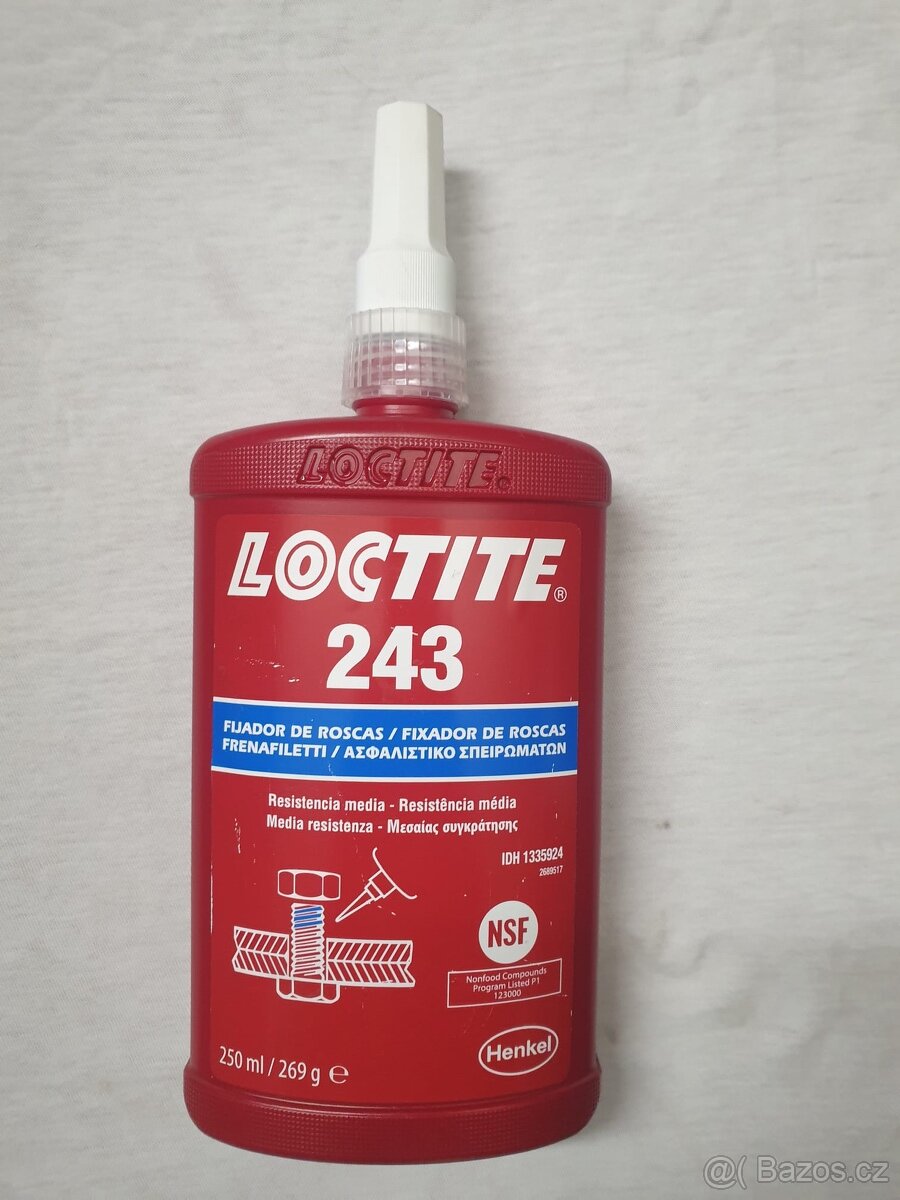 LOCTITE.
LOCTITE®
243
FIJADOR DE ROSCAS / FIXADOR DE ROSCAS
FRENAFILETTI / ΑΣΦΑΛΙΣΤΙΚΟ ΣΠΕΙΡΩΜΑΤΩΝ
Resistencia media - Resistência média
Media resistenza - Μεσαίας συγκράτησης
IDH 1335924
2689517
NSF
Nonfood Compounds
Program Listed P1
123000
Henkel
250 ml / 269 g ℮
@( Bazos.cz